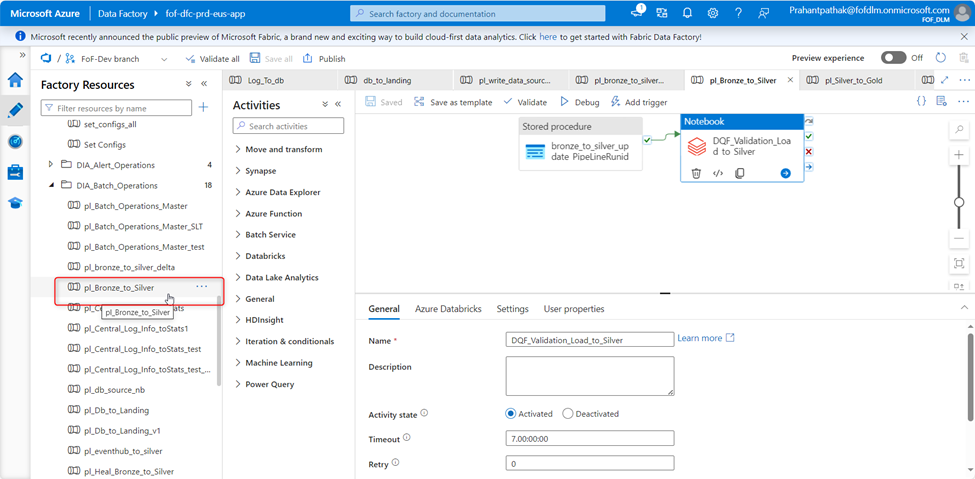 Microsoft Azure
Data Factory
fof-dfc-prd-eus-app
Search factory and documentation
1
Prahantpathak@fofdlm.onmicrosoft.com
FOF_DLM
Microsoft recently announced the public preview of Microsoft Fabric, a brand new and exciting way to build cloud-first data analytics. Click here to get started with Fabric Data Factory!
FoF-Dev branch
Validate all
Save all
Publish
Preview experience
Off
Factory Resources
Filter resources by name
set_configs_all
Set Configs
DIA_Alert_Operations
4
DIA_Batch_Operations
18
pl_Batch_Operations_Master
pl_Batch_Operations_Master_SLT
pl_Batch_Operations_Master_test
pl_bronze_to_silver_delta
pl_Bronze_to_Silver
pl_Bronze_to_Silver
pl_Central_Log_Info_toStats1
pl_Central_Log_Info_toStats_test
pl_Central_Log_Info_toStats_test_...
pl_db_source_nb
pl_Db_to_Landing
pl_Db_to_Landing_v1
pl_eventhub_to_silver
pl_Heal_Bronze_to_Silver
Log_To_db
db_to_landing
pl_write_data_sourc...
pl_bronze_to_silver...
pl_Bronze_to_Silver
pl_Silver_to_Gold
Activities
Search activities
Move and transform
Synapse
Azure Data Explorer
Azure Function
Batch Service
Databricks
Data Lake Analytics
General
HDInsight
Iteration & conditionals
Machine Learning
Power Query
Saved
Save as template
Validate
Debug
Add trigger
Stored procedure
bronze_to_silver_up
date_PipeLineRunid
Notebook
DQF_Validation_Loa
d_to_Silver
General
Azure Databricks
Settings
User properties
Name *
DQF_Validation_Load_to_Silver
Learn more
Description
Activity state
Activated
Deactivated
Timeout
7.00:00:00
Retry
0